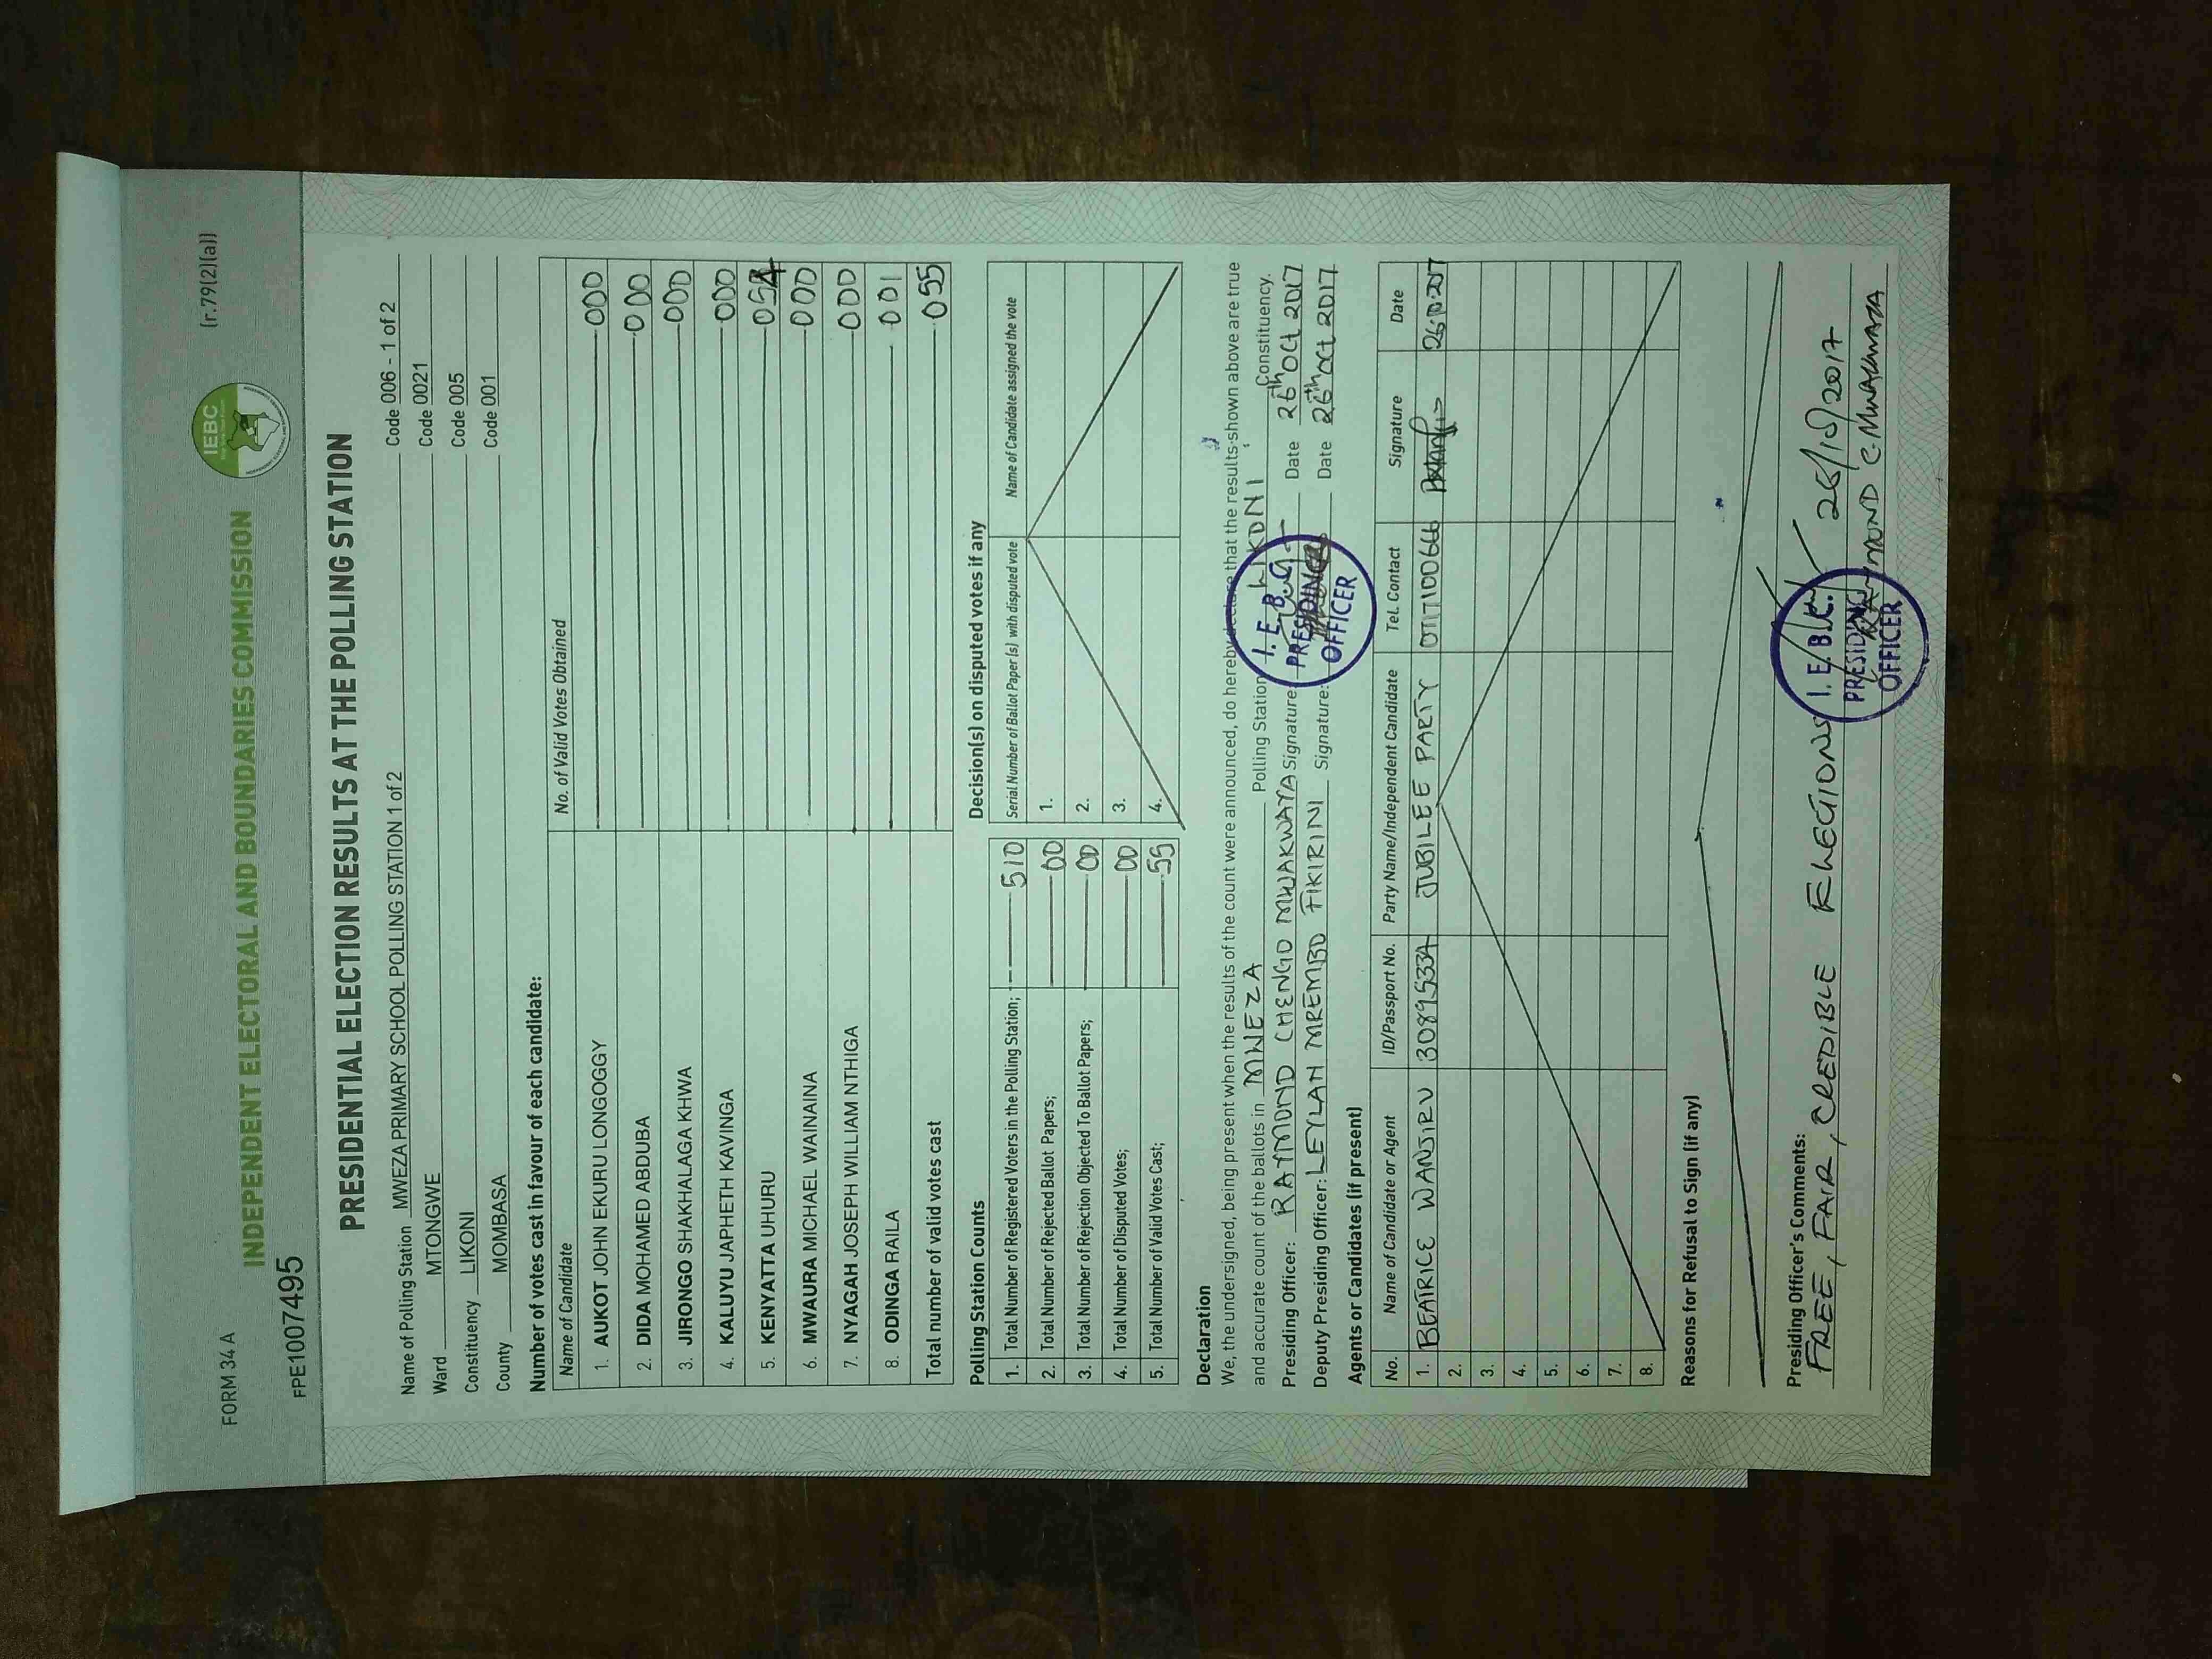 FORM 34 A
(r.79(2)(a))
INDEPENDENT ELECTORAL AND BOUNDARIES COMMISSION
IEBC
FPE1007495
PRESIDENTIAL ELECTION RESULTS AT THE POLLING STATION
Name of Polling Station MWEZA PRIMARY SCHOOL POLLING STATION 1 of 2 Code 006 - 1 of 2
Ward MTONGWE Code 0021
Constituency LIKONI Code 005
County MOMBASA Code 001
Number of votes cast in favour of each candidate:
Name of Candidate No. of Valid Votes Obtained
1. AUKOT JOHN EKURU LONGOGGY 000
2. DIDA MOHAMED ABDUBA 000
3. JIRONGO SHAKHALAGA KHWA 000
4. KALUYU JAPHETH KAVINGA 000
5. KENYATTA UHURU 054
6. MWAURA MICHAEL WAINAINA 000
7. NYAGAH JOSEPH WILLIAM NTHIGA 000
8. ODINGA RAILA 001
Total number of valid votes cast 055
Polling Station Counts
1. Total Number of Registered Voters in the Polling Station; 510
2. Total Number of Rejected Ballot Papers; 00
3. Total Number of Rejection Objected To Ballot Papers; 00
4. Total Number of Disputed Votes; 00
5. Total Number of Valid Votes Cast; 55
Decision(s) on disputed votes if any
Serial Number of Ballot Paper (s) with disputed vote Name of Candidate assigned the vote
1.
2.
3.
4.
Declaration
We, the undersigned, being present when the results of the count were announced, do hereby declare that the results shown above are true
and accurate count of the ballots in MWEZA Polling Station LIKONI Constituency.
Presiding Officer: RAYMOND CHENGO MWAKWAYA Signature: Date 26th Oct 2017
Deputy Presiding Officer: LEYLAH MREMBO FIKIRINI Signature: Date 26th Oct 2017
I. E. B. C.
PRESIDING
OFFICER
Agents or Candidates (if present)
No. Name of Candidate or Agent ID/Passport No. Party Name/Independent Candidate Tel. Contact Signature Date
1. BEATRICE WANJIRU 30895334 JUBILEE PARTY 0717100666 26.10.2017
2.
3.
4.
5.
6.
7.
8.
Reasons for Refusal to Sign (if any)
Presiding Officer's Comments:
FREE, FAIR, CREDIBLE ELEGIONS 26/10/2017
RAYMOND C. MWAKWAYA
I. E. B. C.
PRESIDING
OFFICER